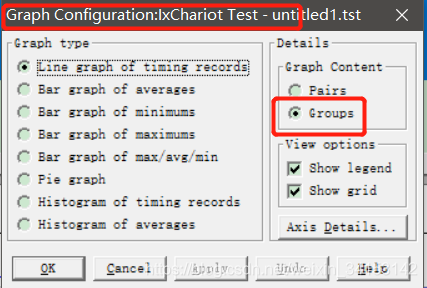 Graph Configuration:IxChariot Test - untitled1.tst
Graph type
Line graph of timing records
Bar graph of averages
Bar graph of minimums
Bar graph of maximums
Bar graph of max/avg/min
Pie graph
Histogram of timing records
Histogram of averages
Details
Graph Content
Pairs
Groups
View options
Show legend
Show grid
Axis Details...
OK
Cancel
Apply
Undo
Help